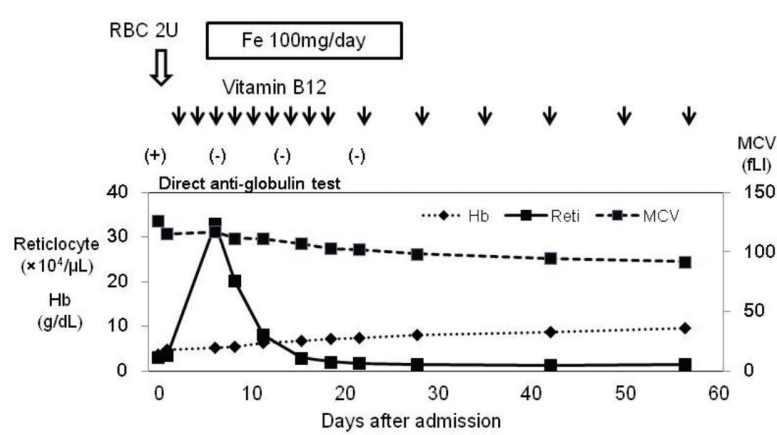 RBC 2U
Fe 100mg/day
Vitamin B12
MCV
(fLl)
(+) (-) (-) (-)
Direct anti-globulin test
40 150
Hb Reti MCV
Reticlocyte 30
(×10⁴/μL) 100
20
Hb
(g/dL) 50
10
0 0
0 10 20 30 40 50 60
Days after admission